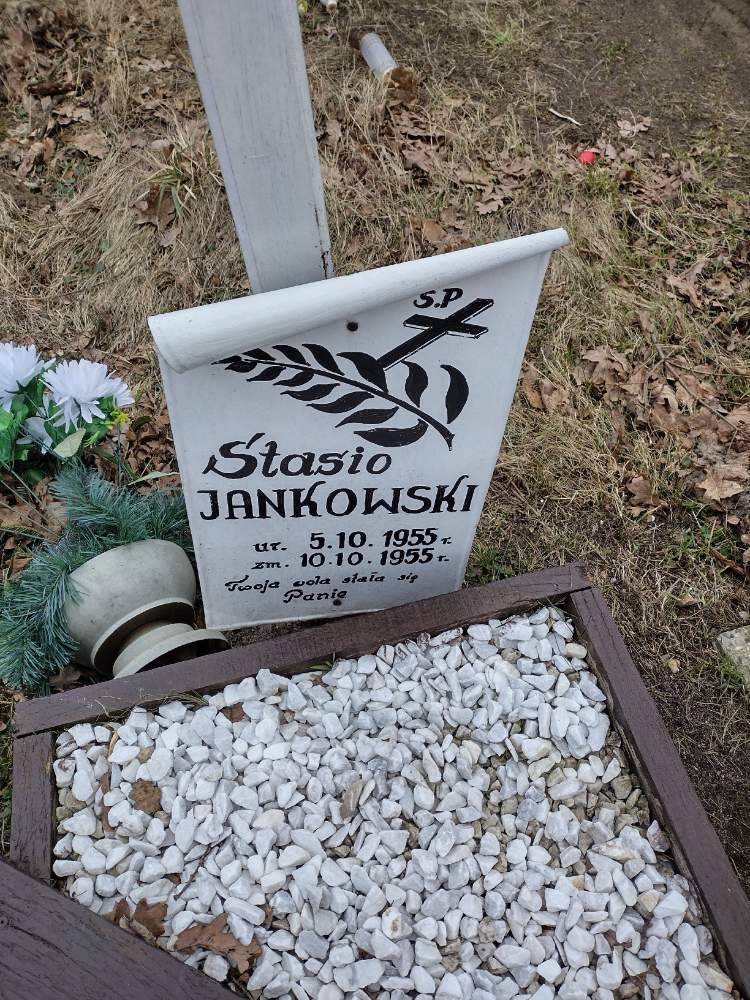 Ś.P
Stasio
JANKOWSKI
ur. 5.10.1955 r.
zm. 10.10.1955 r.
Twoja wola stała się
Panie